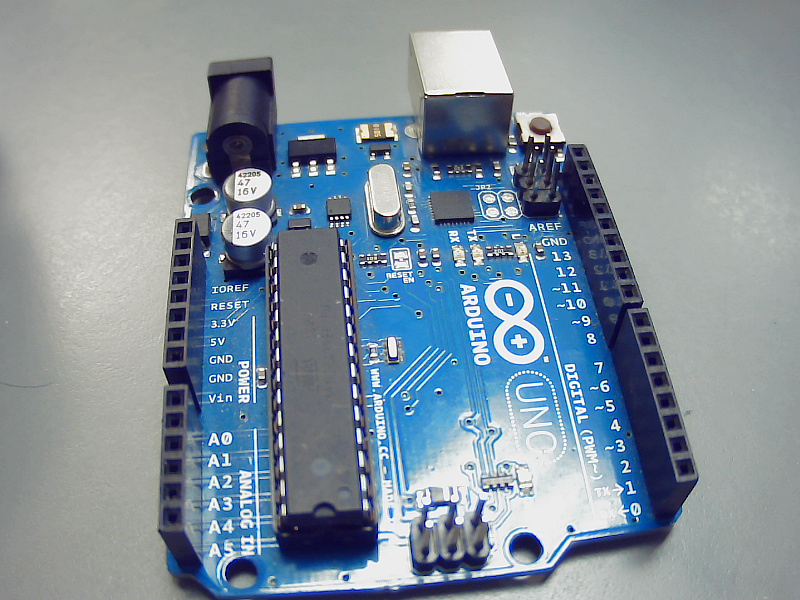 42205
47
16V
42205
47
16V
JP2
RX
TX
L
RESET
EN
AREF
GND
13
12
~11
~10
~9
8
7
~6
~5
4
~3
2
TX→1
←0
DIGITAL (PWM~)
ARDUINO
UNO
WWW.ARDUINO.CC
IOREF
RESET
3.3V
5V
GND
GND
Vin
POWER
A0
A1
A2
A3
A4
A5
ANALOG IN